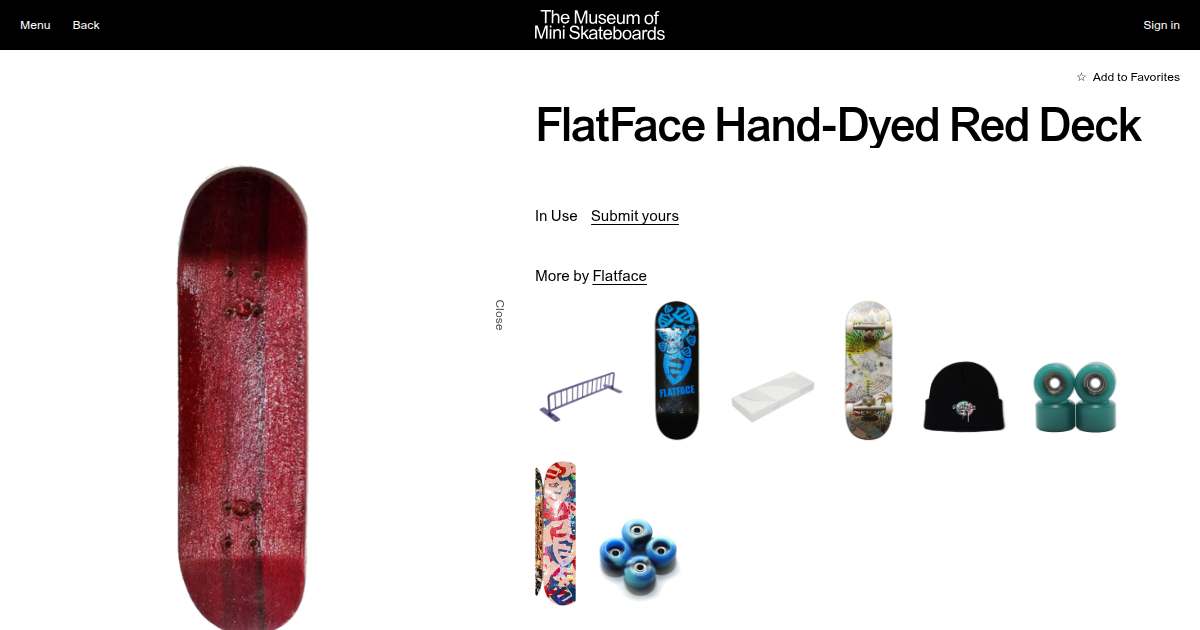 Menu Back
The Museum of
Mini Skateboards
Sign in
☆ Add to Favorites
FlatFace Hand-Dyed Red Deck
In Use Submit yours
More by Flatface
Close
FLATFACE